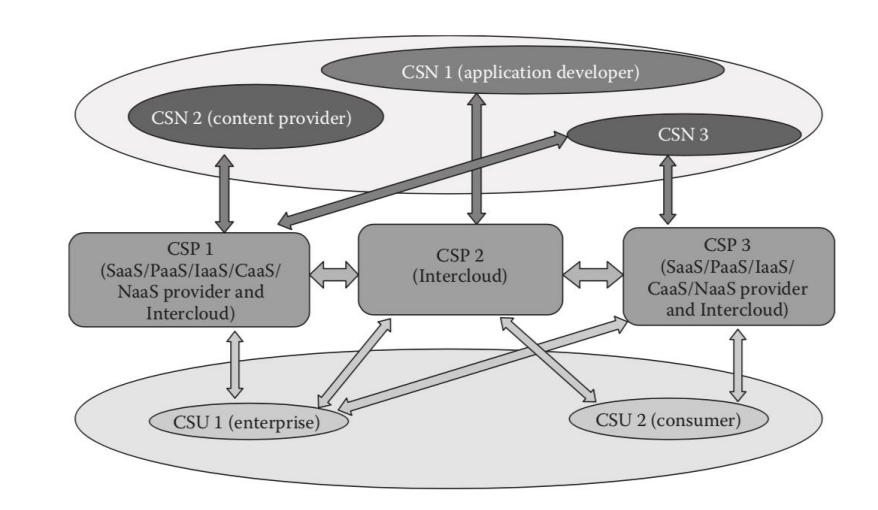 CSN 1 (application developer)
CSN 2 (content provider)
CSN 3
CSP 1
(SaaS/PaaS/IaaS/CaaS/
NaaS provider and
Intercloud)
CSP 2
(Intercloud)
CSP 3
(SaaS/PaaS/IaaS/
CaaS/NaaS provider
and Intercloud)
CSU 1 (enterprise)
CSU 2 (consumer)